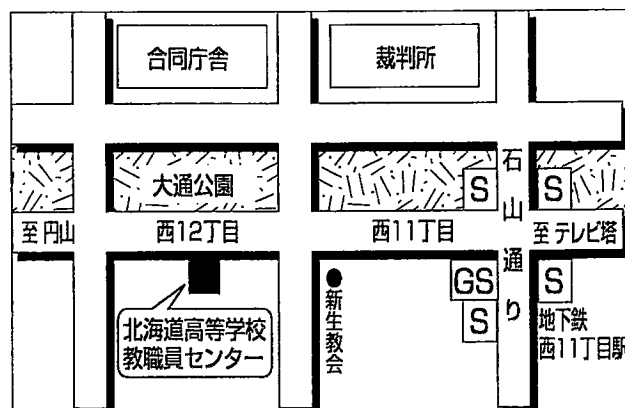 合同庁舎
裁判所
大通公園
石山通り
S
S
至 円山
西12丁目
西11丁目
至 テレビ塔
北海道高等学校
教職員センター
新生教会
GS
S
S
地下鉄
西11丁目駅